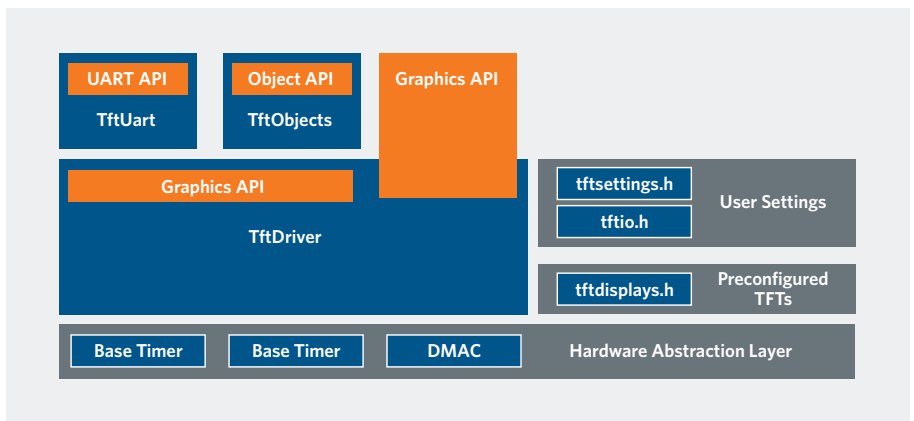 UART API
TftUart
Object API
TftObjects
Graphics API
Graphics API
TftDriver
tftsettings.h
tftio.h
User Settings
tftdisplays.h
Preconfigured
TFTs
Base Timer
Base Timer
DMAC
Hardware Abstraction Layer